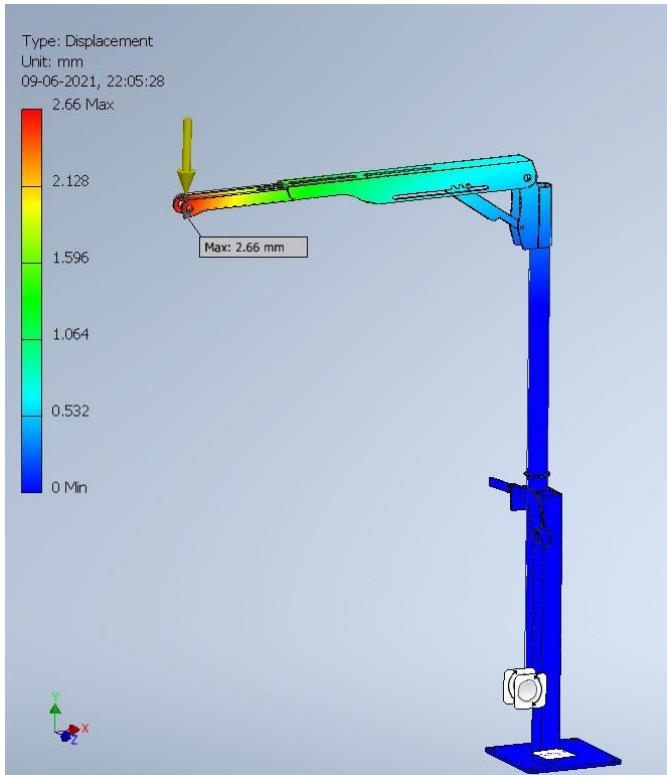 Type: Displacement
Unit: mm
09-06-2021, 22:05:28
2.66 Max
2.128
1.596
1.064
0.532
0 Min
Max: 2.66 mm
Y
X
Z